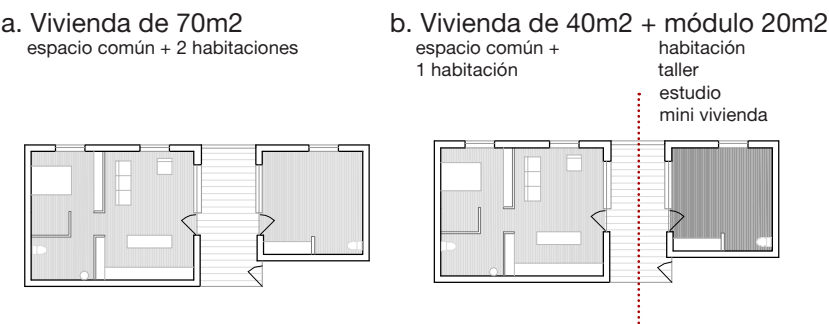 a. Vivienda de 70m2
espacio común + 2 habitaciones
b. Vivienda de 40m2 + módulo 20m2
espacio común +
1 habitación
habitación
taller
estudio
mini vivienda